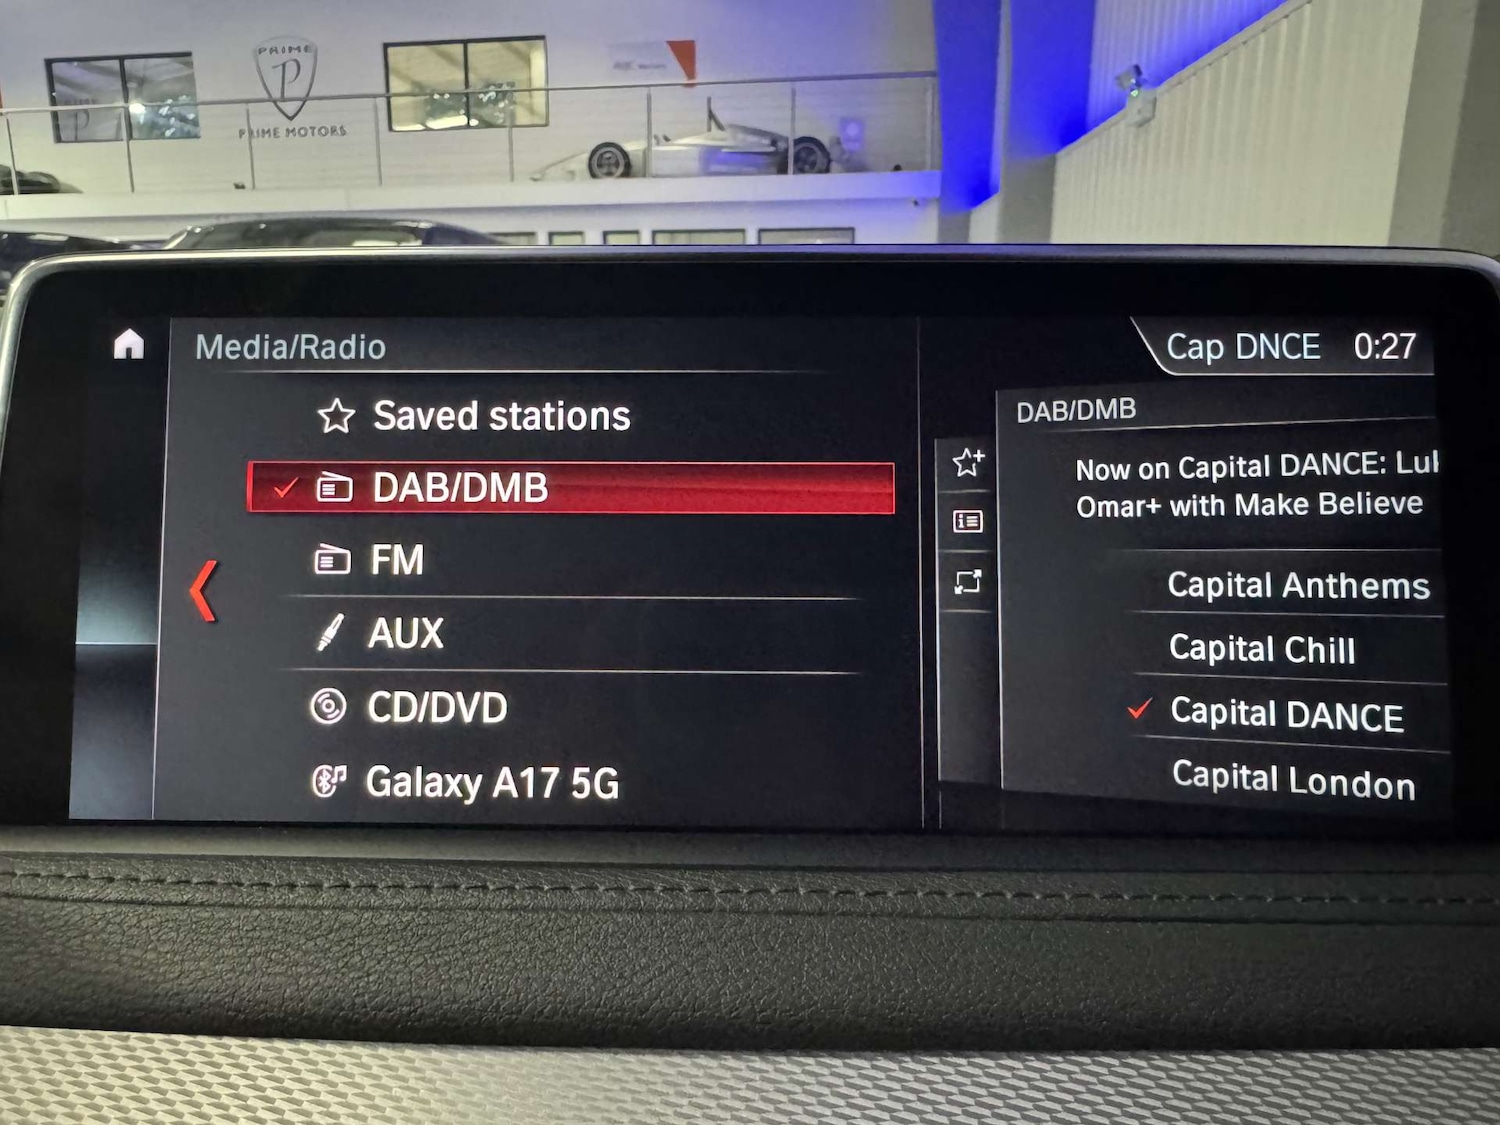 PRIME
P
PRIME MOTORS
Media/Radio
Cap DNCE 0:27
Saved stations
DAB/DMB
FM
AUX
CD/DVD
Galaxy A17 5G
DAB/DMB
Now on Capital DANCE:
Omar+ with Make Believe
Capital Anthems
Capital Chill
Capital DANCE
Capital London